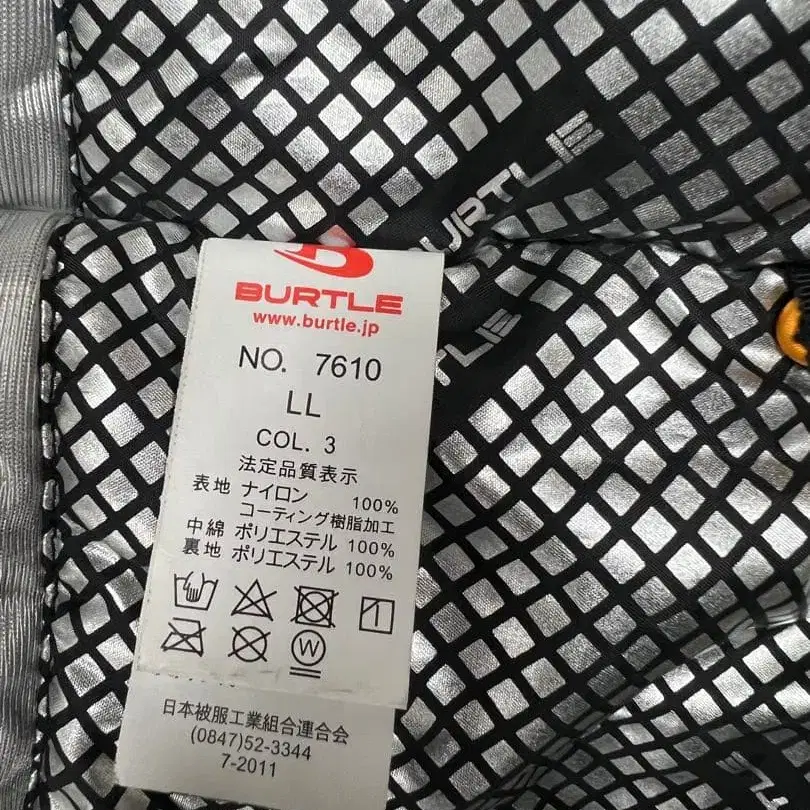 BURTLE
BURTLE
www.burtle.jp
NO. 7610
LL
COL. 3
法定品質表示
表地 ナイロン 100%
コーティング樹脂加工
中綿 ポリエステル 100%
裏地 ポリエステル 100%
W
日本被服工業組合連合会
(0847)52-3344
7-2011